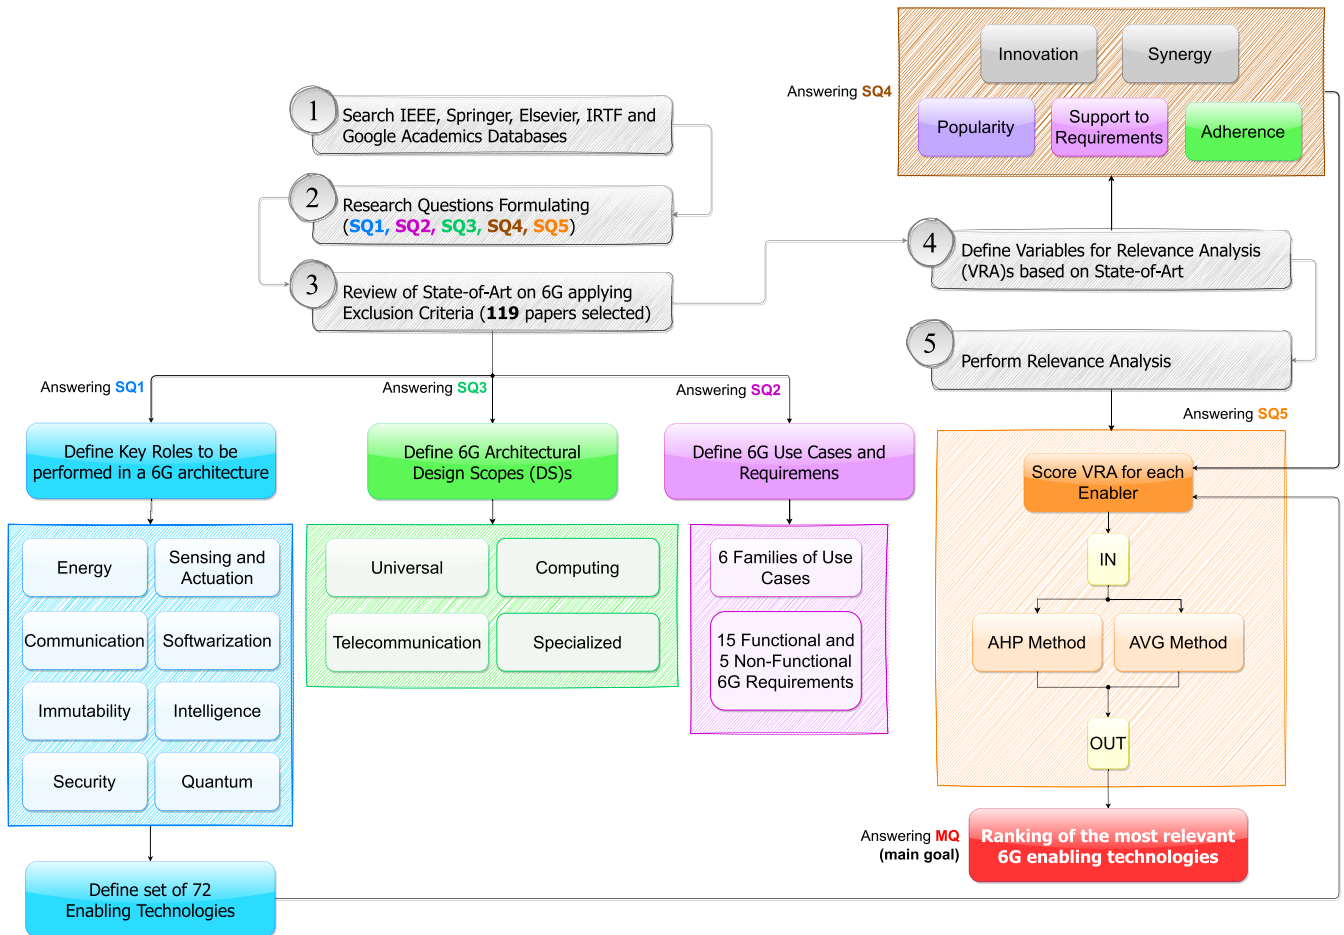 1
Search IEEE, Springer, Elsevier, IRTF and
Google Academics Databases
2
Research Questions Formulating
(SQ1, SQ2, SQ3, SQ4, SQ5)
3
Review of State-of-Art on 6G applying
Exclusion Criteria (119 papers selected)
Answering SQ4
Innovation
Synergy
Popularity
Support to
Requirements
Adherence
4
Define Variables for Relevance Analysis
(VRA)s based on State-of-Art
5
Perform Relevance Analysis
Answering SQ1
Define Key Roles to be
performed in a 6G architecture
Energy
Sensing and
Actuation
Communication
Softwarization
Immutability
Intelligence
Security
Quantum
Define set of 72
Enabling Technologies
Answering SQ3
Define 6G Architectural
Design Scopes (DS)s
Universal
Computing
Telecommunication
Specialized
Answering SQ2
Define 6G Use Cases and
Requiremens
6 Families of Use
Cases
15 Functional and
5 Non-Functional
6G Requirements
Answering SQ5
Score VRA for each
Enabler
IN
AHP Method
AVG Method
OUT
Answering MQ
(main goal)
Ranking of the most relevant
6G enabling technologies